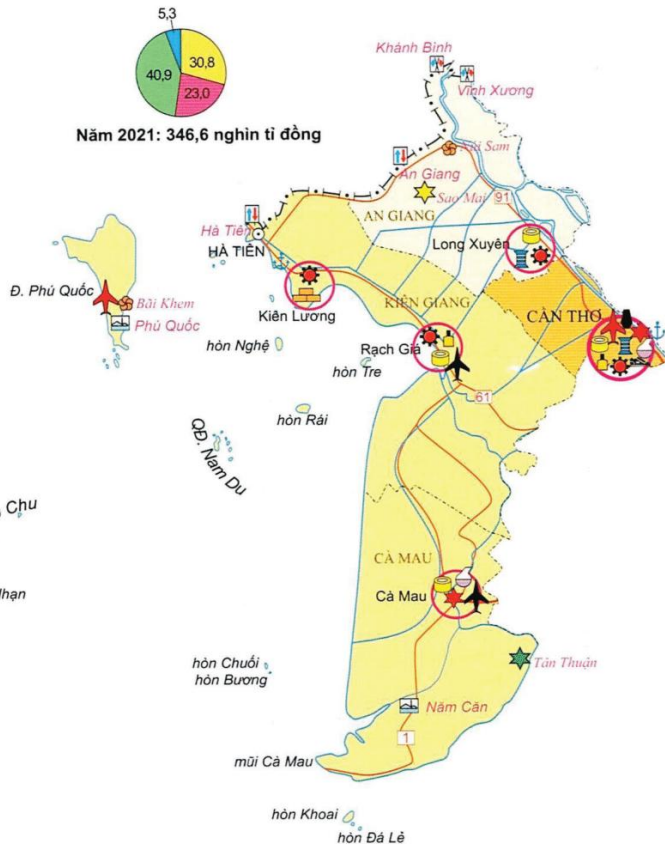 5,3
30,8
40,9
23,0
Năm 2021: 346,6 nghìn tỉ đồng
Khánh Bình
Vĩnh Xương
Núi Sam
An Giang
Sao Mai
AN GIANG
91
Hà Tiên
HÀ TIÊN
Long Xuyên
Đ. Phú Quốc
Bãi Khem
Phú Quốc
Kiên Lương
KIÊN GIANG
CẦN THƠ
hòn Nghệ
Rạch Giá
hòn Tre
61
hòn Rái
QĐ. Nam Du
Chu
CÀ MAU
Cà Mau
hòn Chuối
hòn Bương
Tân Thuận
Năm Căn
1
mũi Cà Mau
hòn Khoai
hòn Đá Lẻ